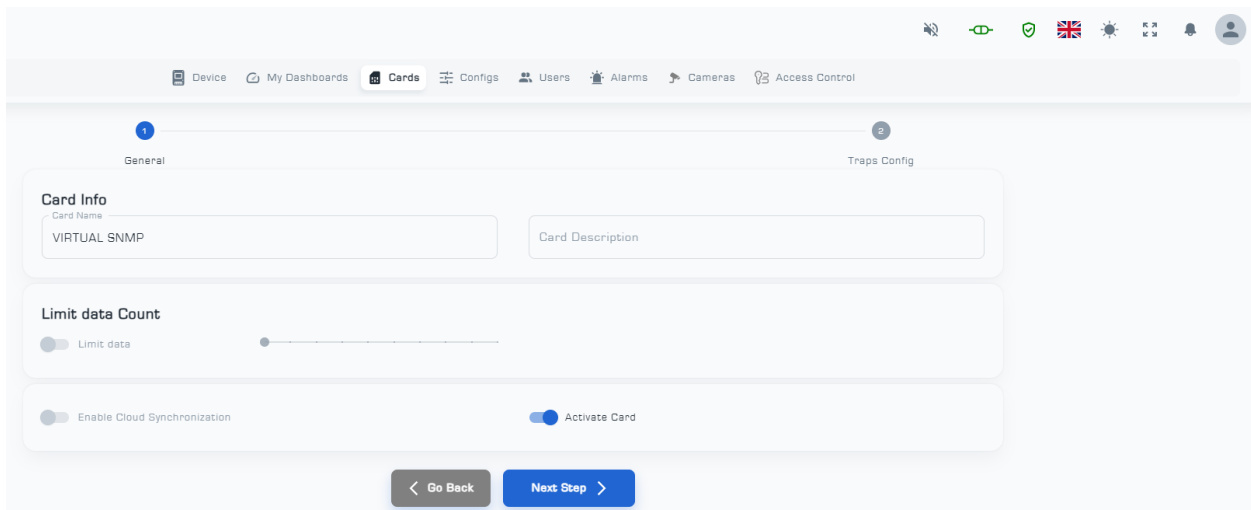 Device My Dashboards Cards Configs Users Alarms Cameras Access Control
1 2
General Traps Config
Card Info
Card Name
VIRTUAL SNMP Card Description
Limit data Count
Limit data
Enable Cloud Synchronization Activate Card
Go Back Next Step